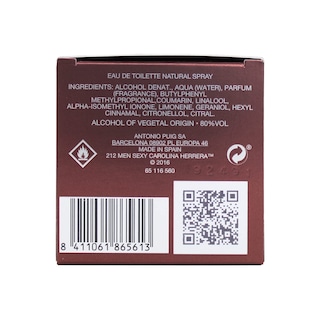 EAU DE TOILETTE NATURAL SPRAY
INGREDIENTS: ALCOHOL DENAT., AQUA (WATER), PARFUM
(FRAGRANCE), BUTYLPHENYL
METHYLPROPIONAL,COUMARIN, LINALOOL,
ALPHA-ISOMETHYL IONONE, LIMONENE, GERANIOL, HEXYL
CINNAMAL, CITRONELLOL, CITRAL.
ALCOHOL OF VEGETAL ORIGIN - 80%VOL
ANTONIO PUIG SA
BARCELONA 08902 PL EUROPA 46
MADE IN SPAIN
212 MEN SEXY CAROLINA HERRERA™
© 2016
65 116 560
8 411061 865613